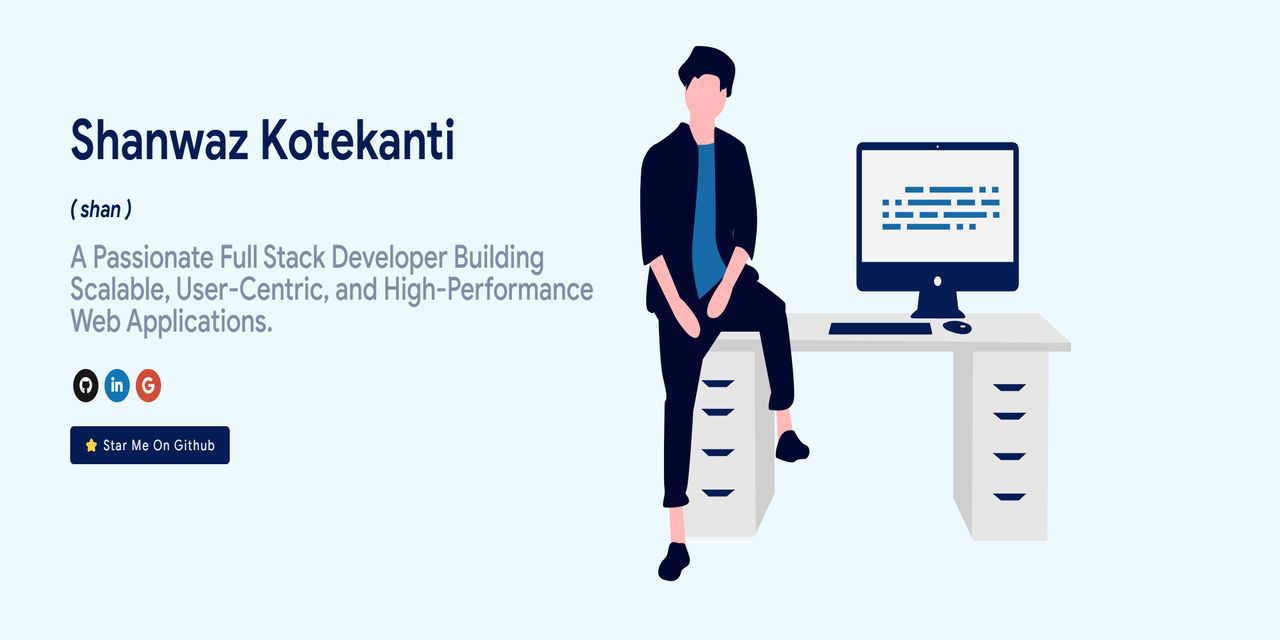 Shanwaz Kotekanti
( shan )
A Passionate Full Stack Developer Building
Scalable, User-Centric, and High-Performance
Web Applications.
in
G
Star Me On Github